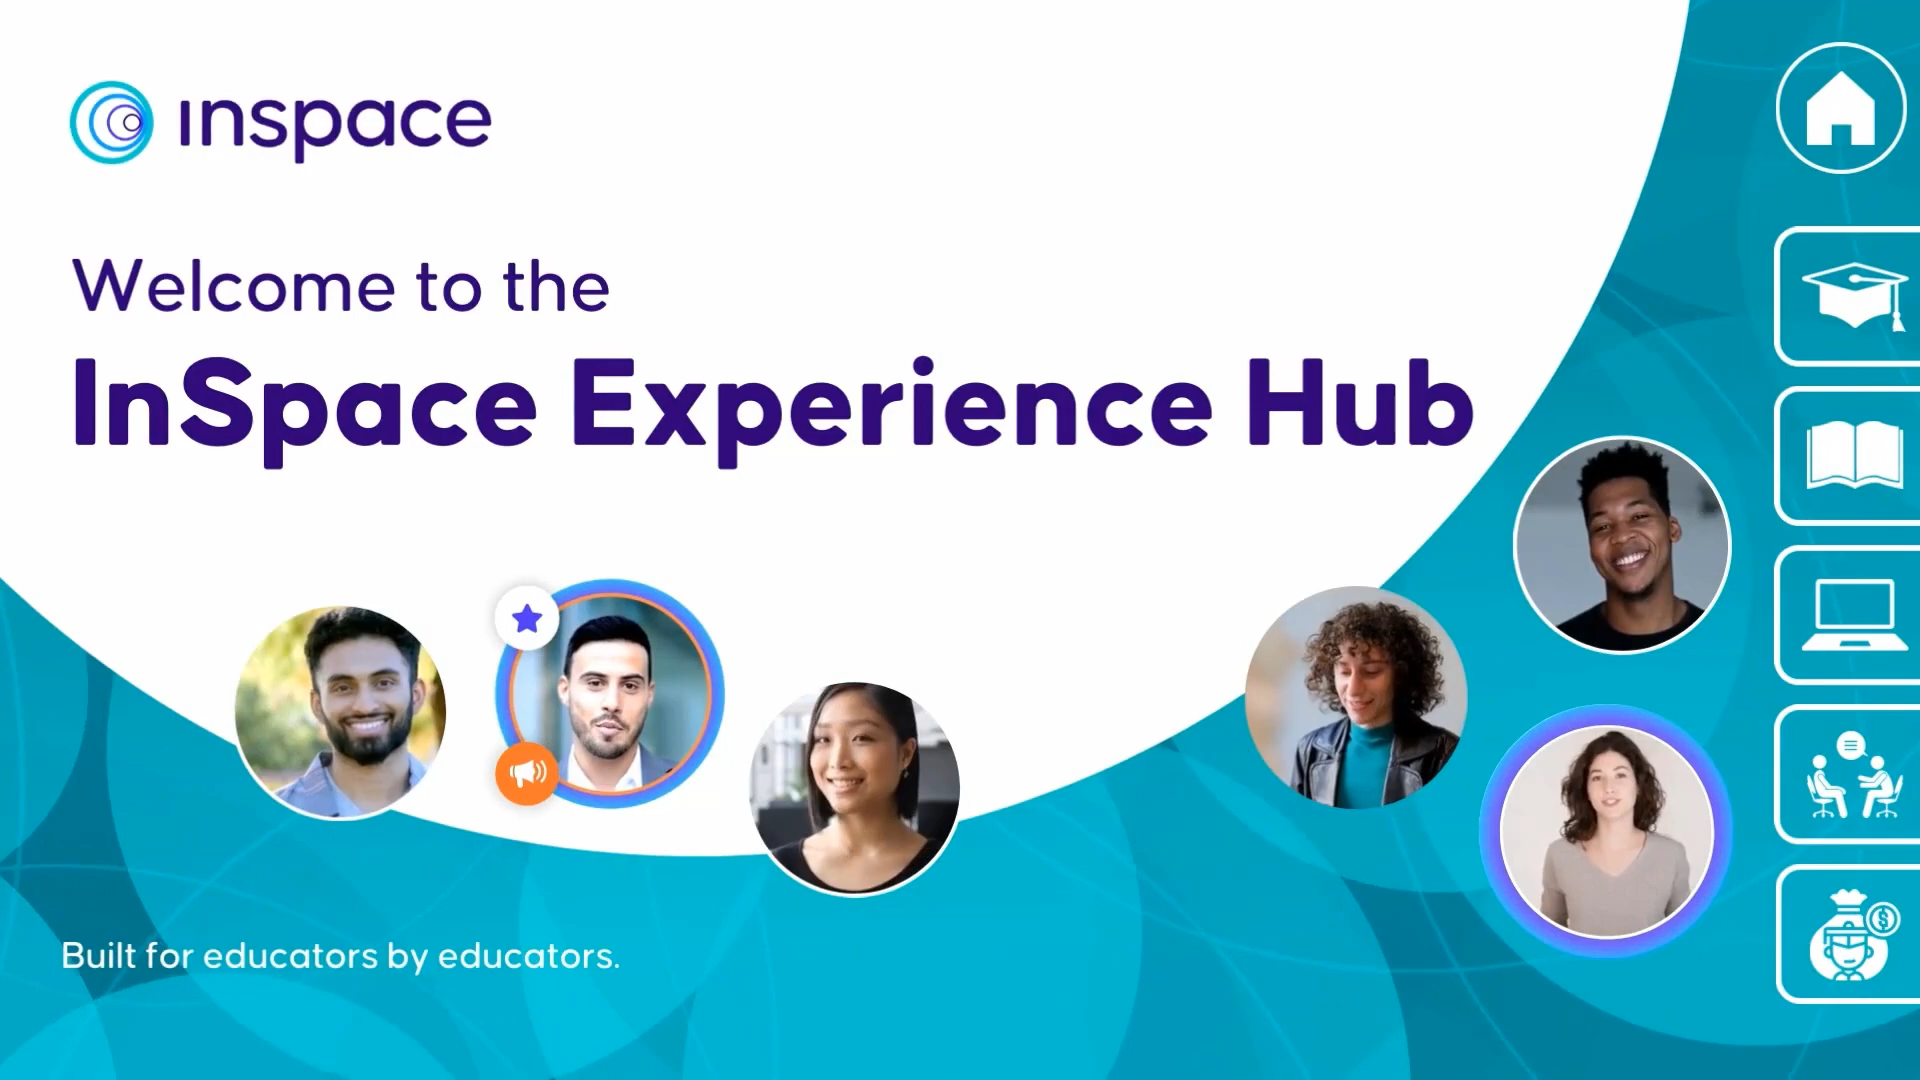 inspace
Welcome to the
InSpace Experience Hub
Built for educators by educators.
$